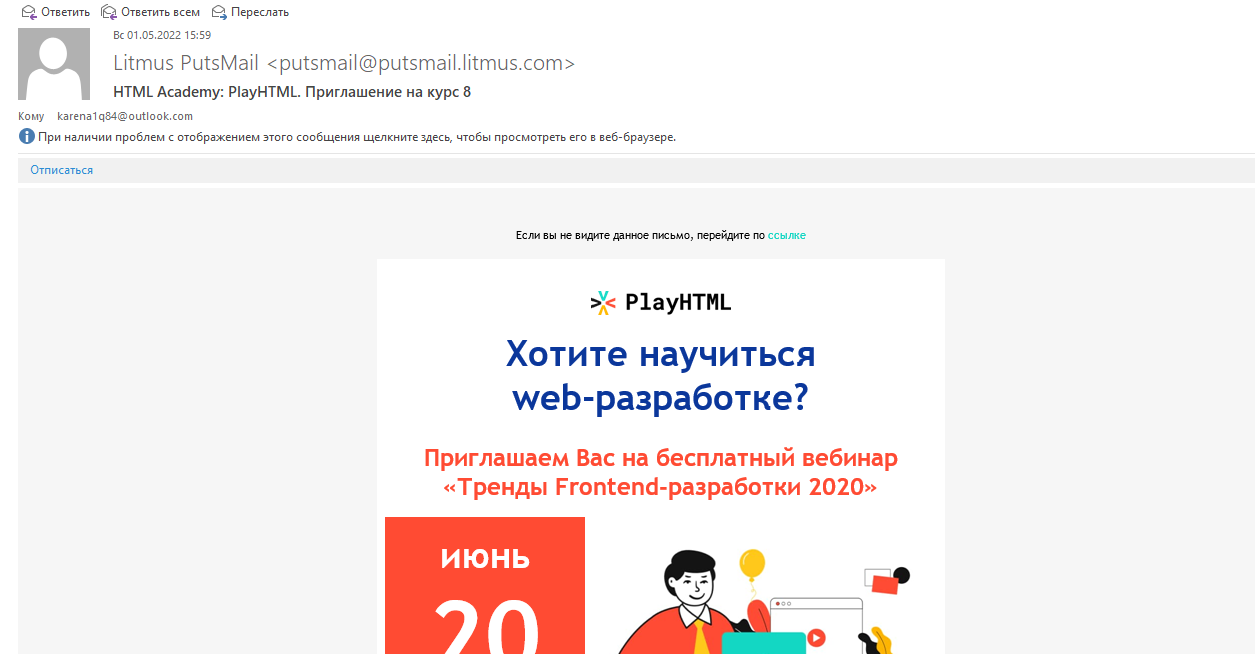 Ответить Ответить всем Переслать
Вс 01.05.2022 15:59
Litmus PutsMail <putsmail@putsmail.litmus.com>
HTML Academy: PlayHTML. Приглашение на курс 8
Кому karena1q84@outlook.com
При наличии проблем с отображением этого сообщения щелкните здесь, чтобы просмотреть его в веб-браузере.
Отписаться
Если вы не видите данное письмо, перейдите по ссылке
PlayHTML
Хотите научиться
web-разработке?
Приглашаем Вас на бесплатный вебинар
«Тренды Frontend-разработки 2020»
ИЮНЬ
20